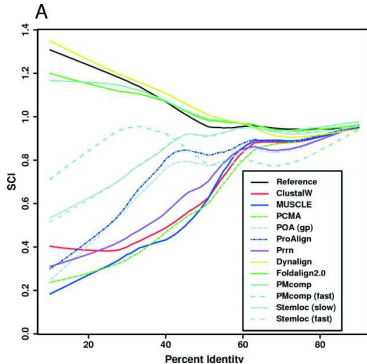 A
1.4
1.2
1.0
0.8
0.6
0.4
0.2
0.0
SCI
Reference
ClustalW
MUSCLE
PCMA
POA (gp)
ProAlign
Prrn
Dynalign
Foldalign2.0
PMcomp
PMcomp (fast)
Stemloc (slow)
Stemloc (fast)
20
40
60
80
Percent Identity